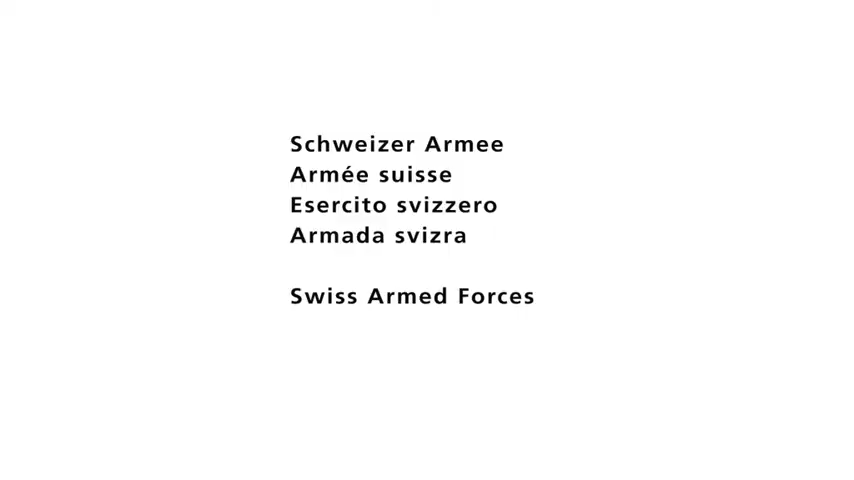 Schweizer Armee
Armée suisse
Esercito svizzero
Armada svizra
Swiss Armed Forces